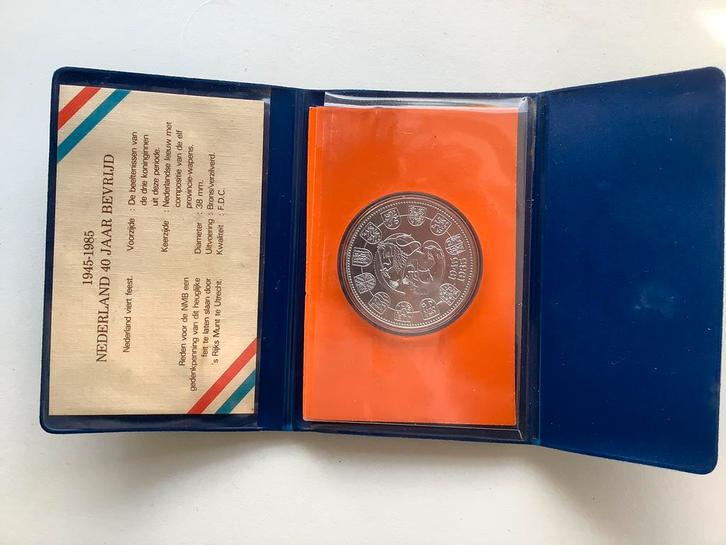 1945-1985
NEDERLAND 40 JAAR BEVRIJD
Nederland viert feest.
Reden voor de NMB een
gedenkpenning van dit heuglijke
feit te laten slaan door
's Rijks Munt te Utrecht.
Voorzijde : De beeltenissen van
de drie koninginnen
uit deze periode.
Keerzijde : Nederlandse leeuw met
compositie van de elf
provincie-wapens.
Diameter : 38 mm.
Uitvoering : Brons/verzilverd.
Kwaliteit : F.D.C.
1945
1985